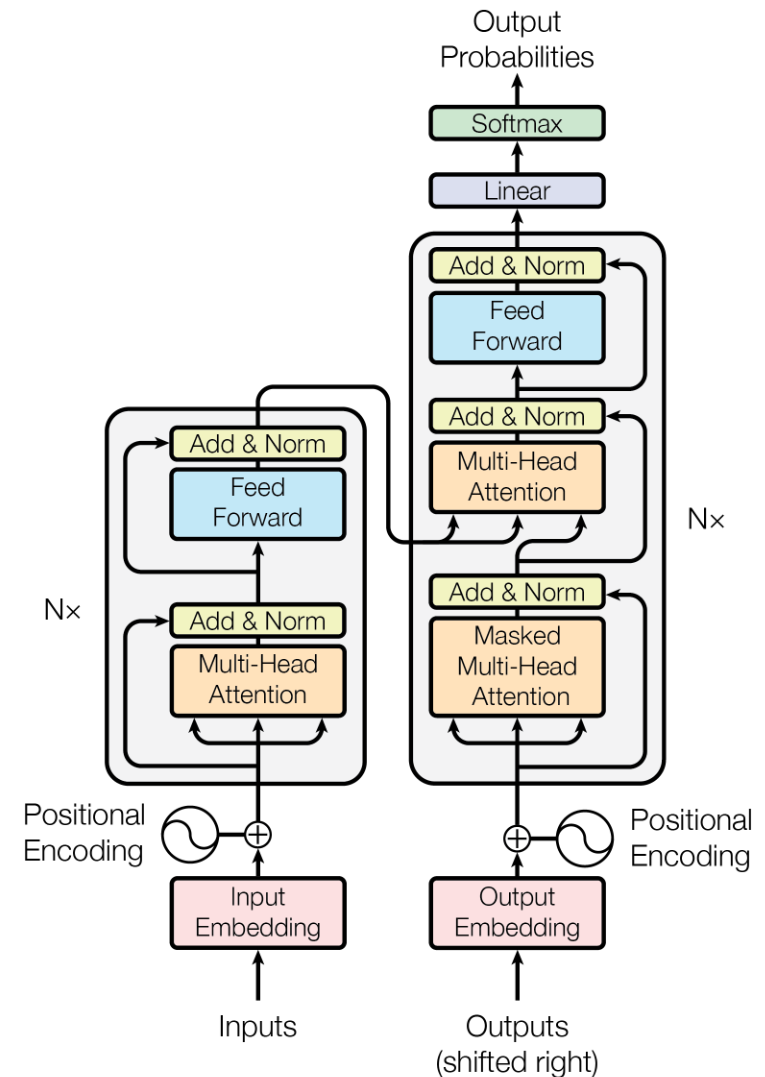 Output
Probabilities
Softmax
Linear
Add & Norm
Feed
Forward
Add & Norm
Multi-Head
Attention
Add & Norm
Masked
Multi-Head
Attention
N×
Add & Norm
Feed
Forward
Add & Norm
Multi-Head
Attention
N×
Positional
Encoding
Positional
Encoding
Input
Embedding
Output
Embedding
Inputs
Outputs
(shifted right)